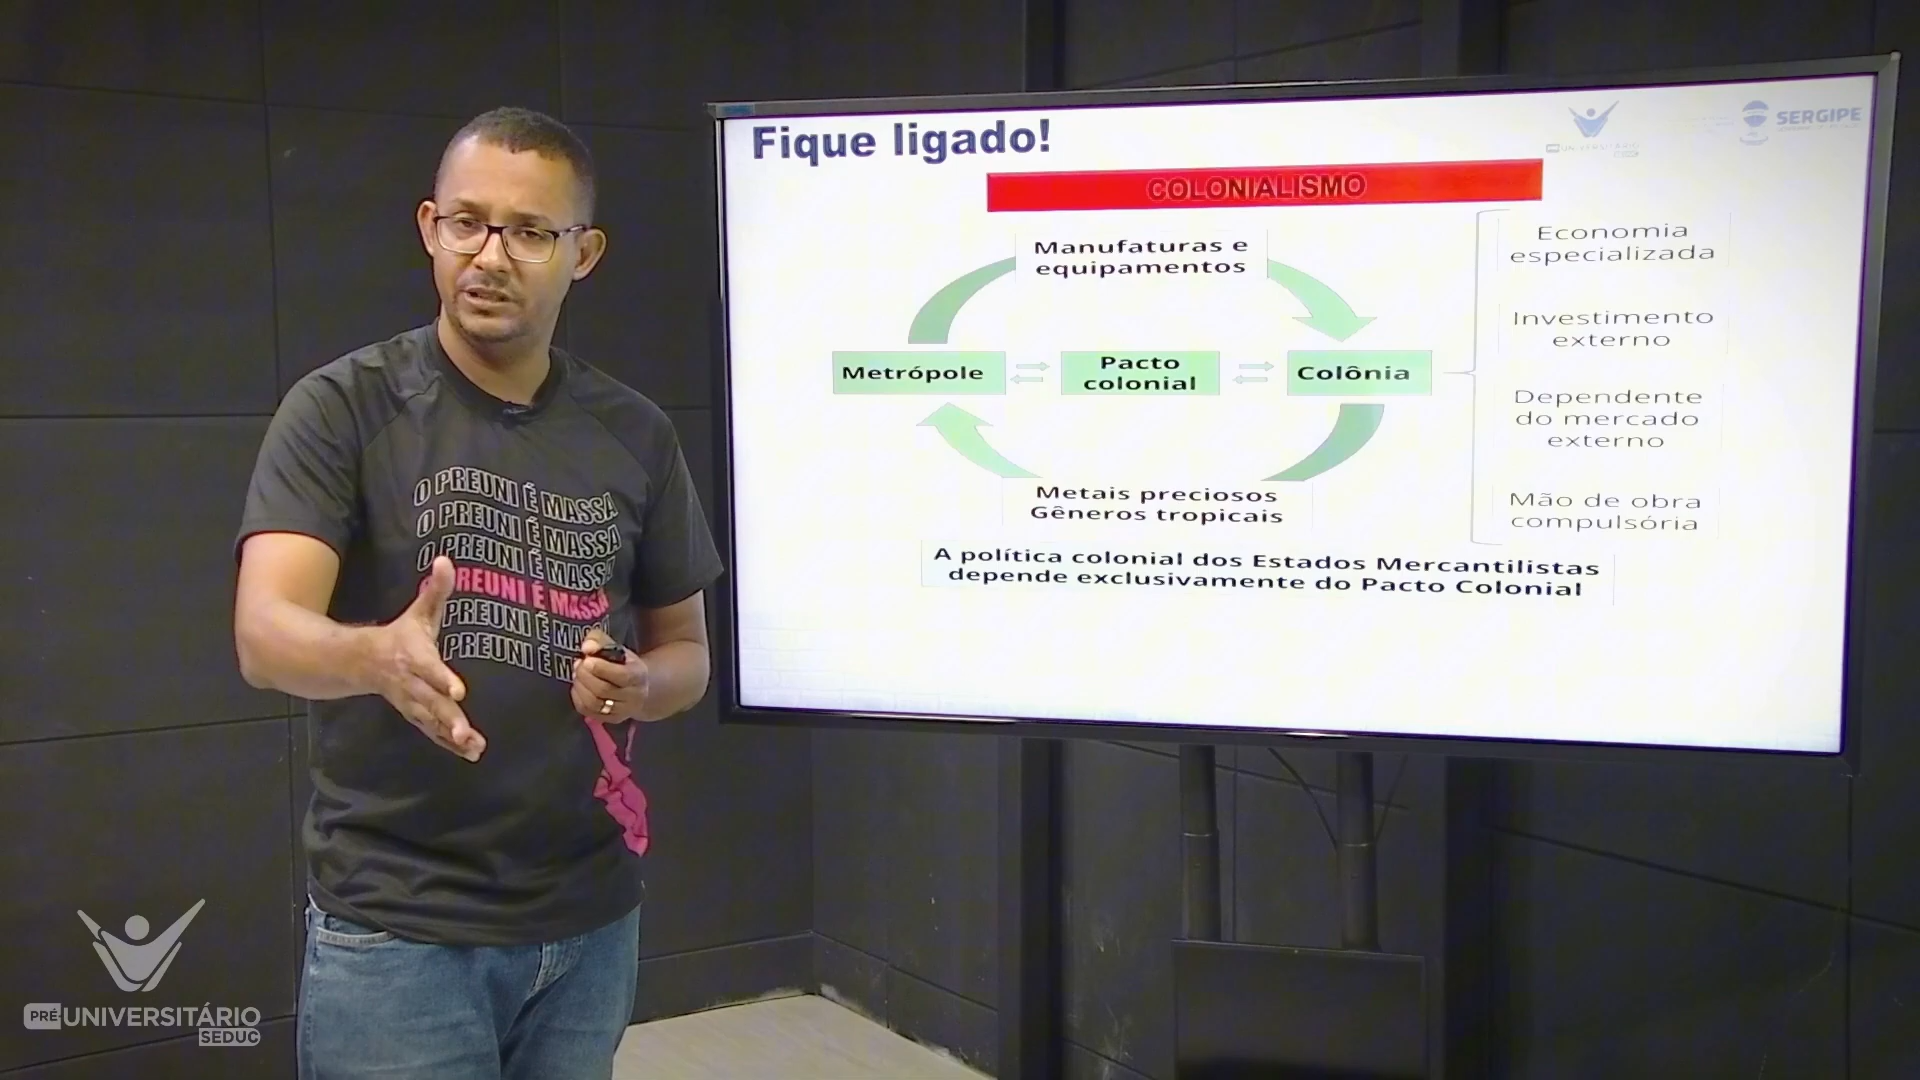 Fique ligado!
SERGIPE
COLONIALISMO
Manufaturas e
equipamentos
Metrópole
Pacto
colonial
Colônia
Metais preciosos
Gêneros tropicais
A política colonial dos Estados Mercantilistas
depende exclusivamente do Pacto Colonial
Economia
especializada
Investimento
externo
Dependente
do mercado
externo
Mão de obra
compulsória
O PREUNI É MASSA
O PREUNI É MASSA
O PREUNI É MASSA
PREUNI É MASSA
PREUNI É MASSA
PREUNI É M
PRÉ-UNIVERSITÁRIO
SEDUC